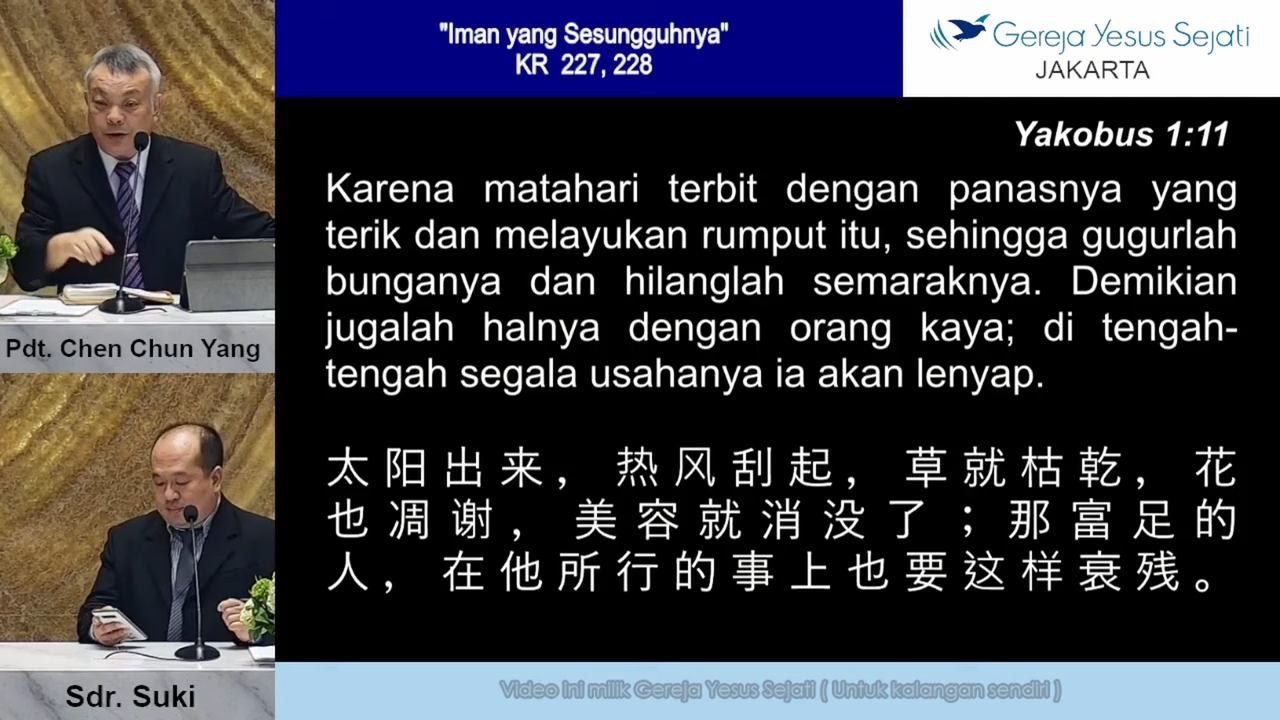 "Iman yang Sesungguhnya"
KR 227, 228
Gereja Yesus Sejati
JAKARTA
Yakobus 1:11
Karena matahari terbit dengan panasnya yang
terik dan melayukan rumput itu, sehingga gugurlah
bunganya dan hilanglah semaraknya. Demikian
jugalah halnya dengan orang kaya; di tengah-
tengah segala usahanya ia akan lenyap.
太阳出来，热风刮起，草就枯乾，花
也凋谢，美容就消没了；那富足的
人，在他所行的事上也要这样衰残。
Pdt. Chen Chun Yang
Sdr. Suki
Video ini milik Gereja Yesus Sejati ( Untuk kalangan sendiri )